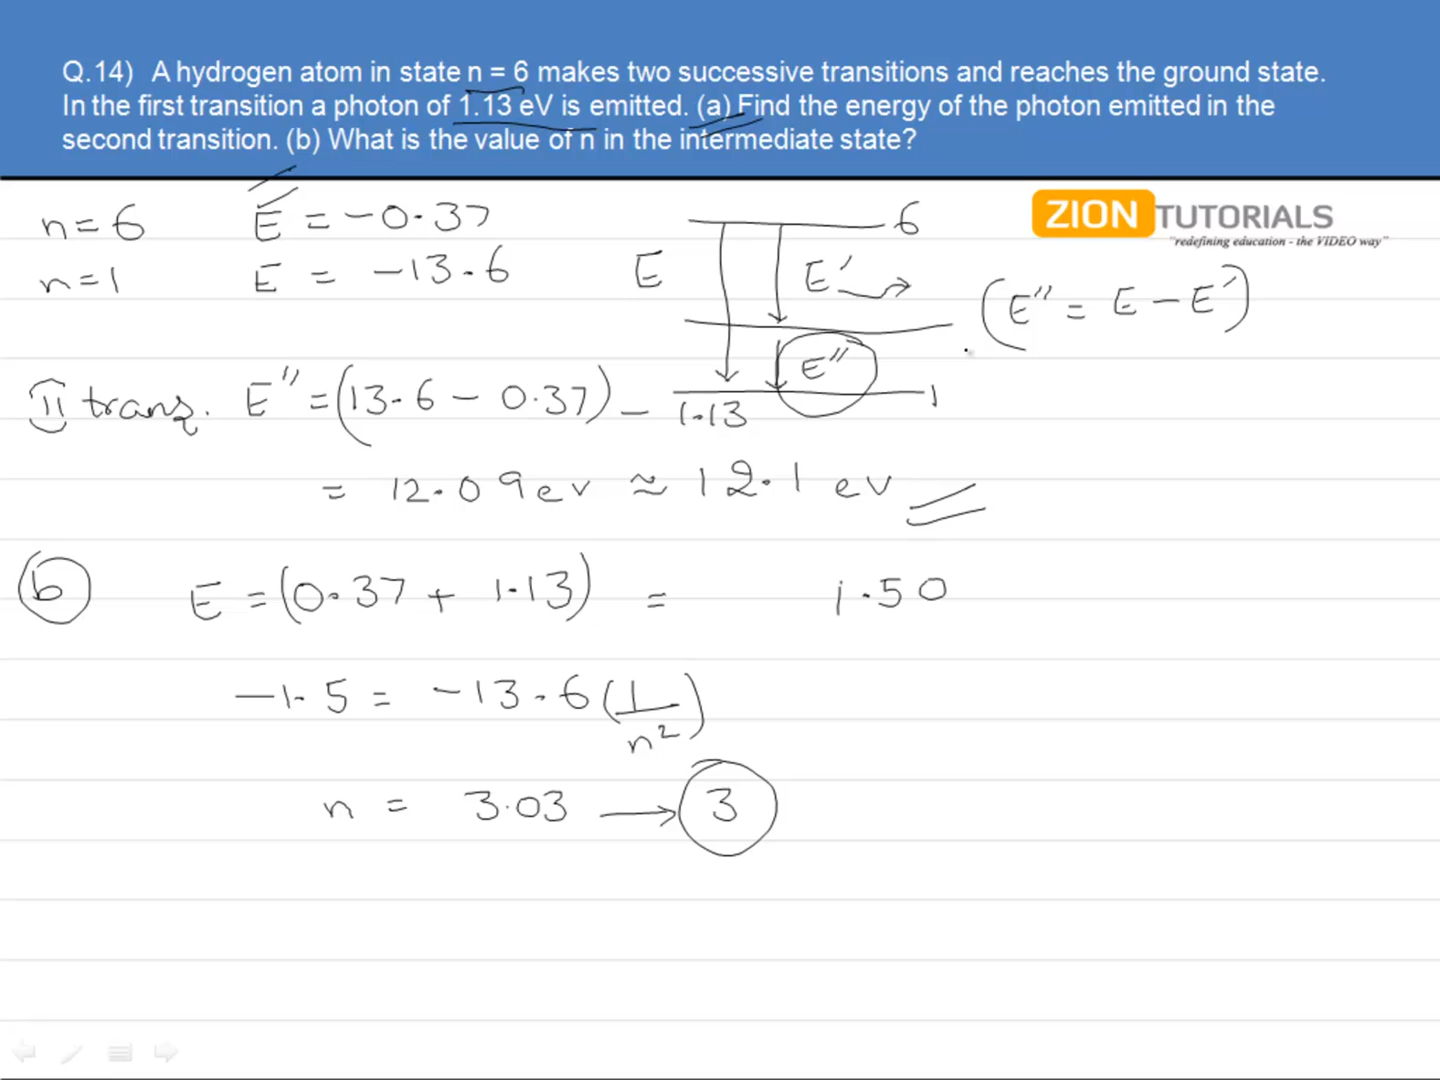 Q.14) A hydrogen atom in state n = 6 makes two successive transitions and reaches the ground state.
In the first transition a photon of 1.13 eV is emitted. (a) Find the energy of the photon emitted in the
second transition. (b) What is the value of n in the intermediate state?
n=6 E = -0.37
n=1 E = -13.6
6
E E'
E''
1
ZION TUTORIALS
"redefining education - the VIDEO way"
(E'' = E - E')
II trans. E'' = (13.6 - 0.37) - 1.13
= 12.09 ev ≈ 12.1 ev
b E = (0.37 + 1.13) = 1.50
-1.5 = -13.6 (1/n²)
n = 3.03 → 3